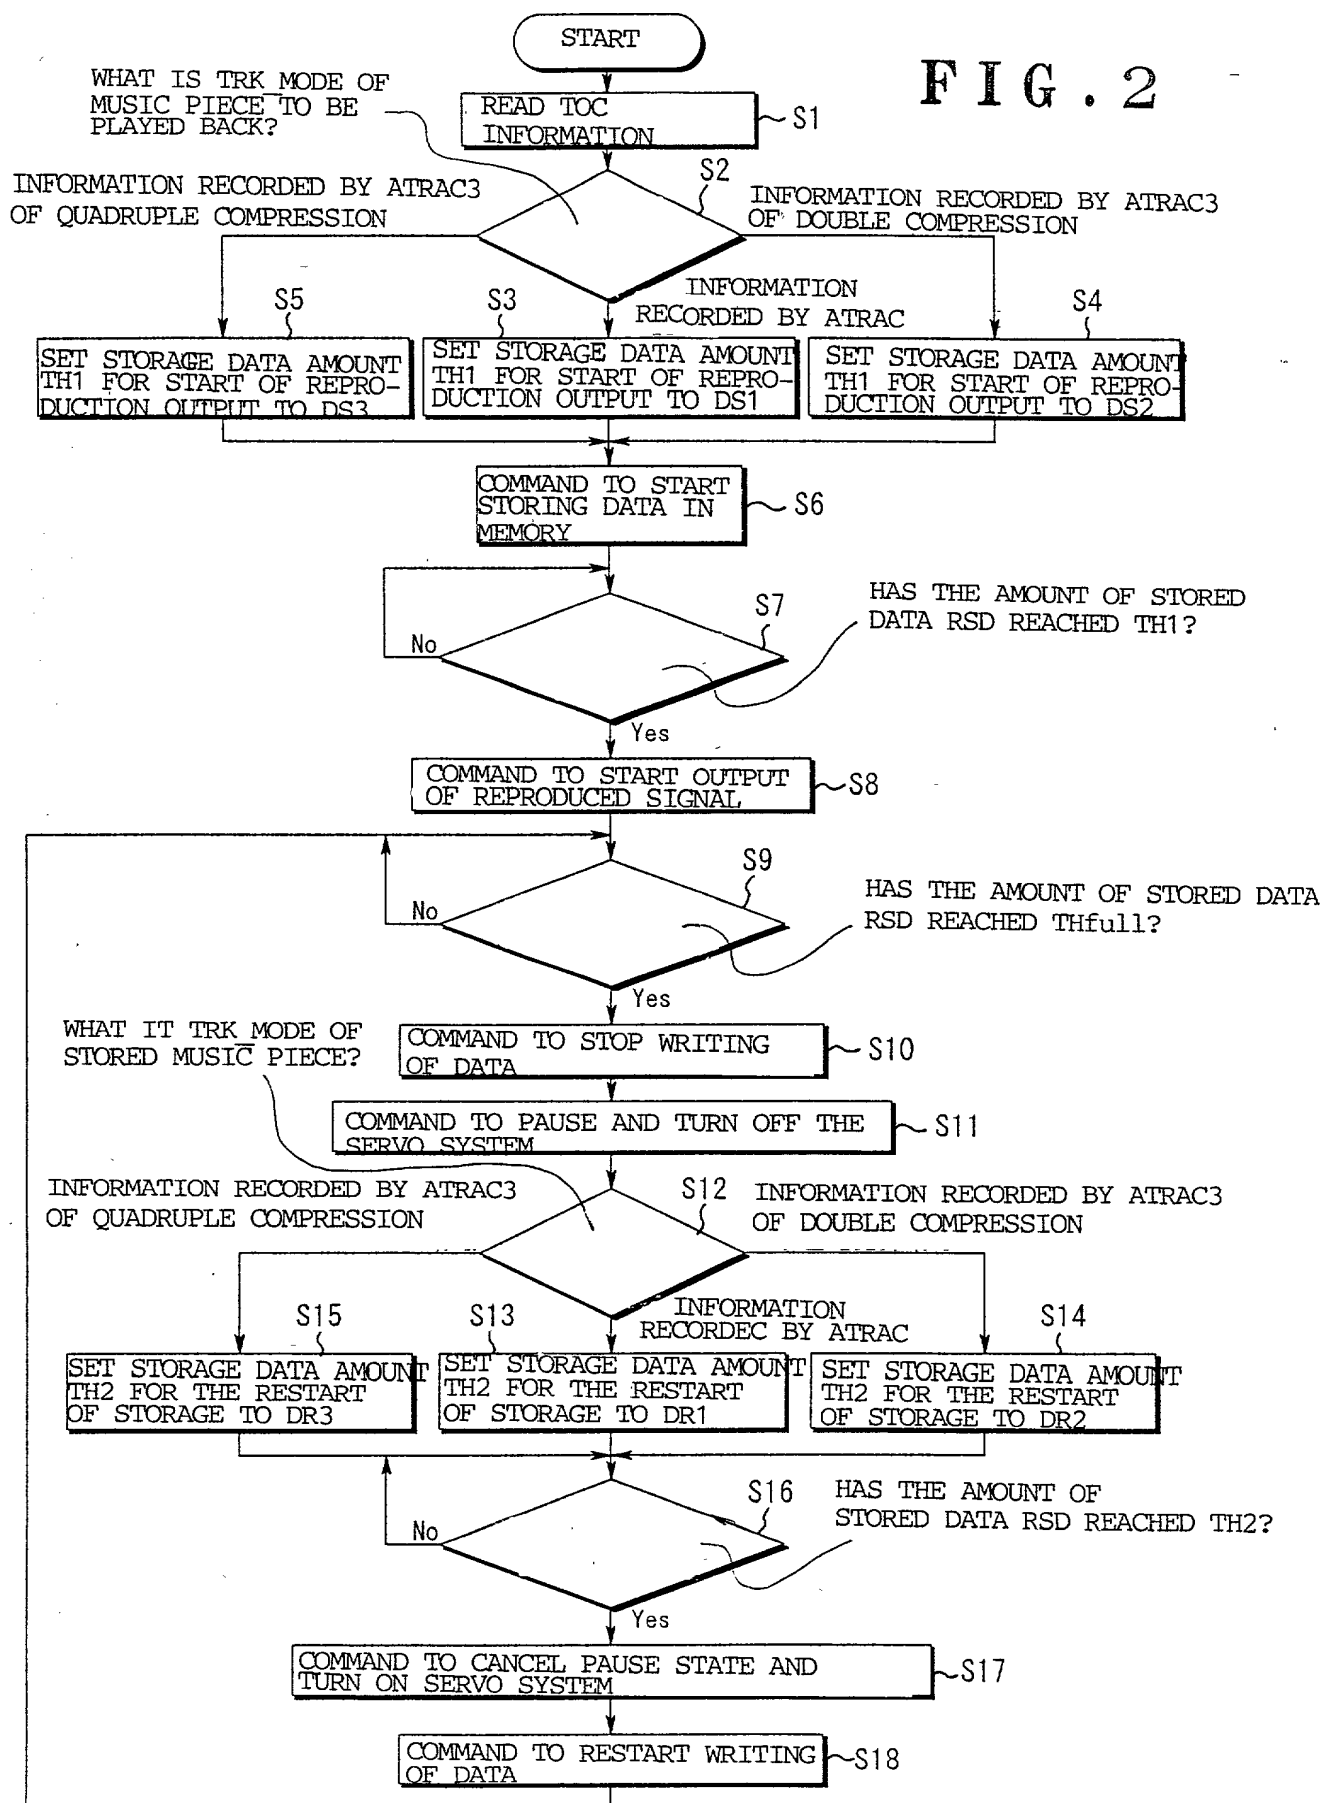 START
FIG.2
WHAT IS TRK_MODE OF
MUSIC PIECE TO BE
PLAYED BACK?
READ TOC
INFORMATION
S1
S2
INFORMATION RECORDED BY ATRAC3
OF QUADRUPLE COMPRESSION
INFORMATION RECORDED BY ATRAC3
OF DOUBLE COMPRESSION
INFORMATION
RECORDED BY ATRAC
S5
SET STORAGE DATA AMOUNT
TH1 FOR START OF REPRO-
DUCTION OUTPUT TO DS3
S3
SET STORAGE DATA AMOUNT
TH1 FOR START OF REPRO-
DUCTION OUTPUT TO DS1
S4
SET STORAGE DATA AMOUNT
TH1 FOR START OF REPRO-
DUCTION OUTPUT TO DS2
COMMAND TO START
STORING DATA IN
MEMORY
S6
S7
HAS THE AMOUNT OF STORED
DATA RSD REACHED TH1?
No
Yes
COMMAND TO START OUTPUT
OF REPRODUCED SIGNAL
S8
S9
HAS THE AMOUNT OF STORED DATA
RSD REACHED THfull?
No
Yes
WHAT IT TRK_MODE OF
STORED MUSIC PIECE?
COMMAND TO STOP WRITING
OF DATA
S10
COMMAND TO PAUSE AND TURN OFF THE
SERVO SYSTEM
S11
S12
INFORMATION RECORDED BY ATRAC3
OF QUADRUPLE COMPRESSION
INFORMATION RECORDED BY ATRAC3
OF DOUBLE COMPRESSION
INFORMATION
RECORDEC BY ATRAC
S15
SET STORAGE DATA AMOUNT
TH2 FOR THE RESTART
OF STORAGE TO DR3
S13
SET STORAGE DATA AMOUNT
TH2 FOR THE RESTART
OF STORAGE TO DR1
S14
SET STORAGE DATA AMOUNT
TH2 FOR THE RESTART
OF STORAGE TO DR2
S16
HAS THE AMOUNT OF
STORED DATA RSD REACHED TH2?
No
Yes
COMMAND TO CANCEL PAUSE STATE AND
TURN ON SERVO SYSTEM
S17
COMMAND TO RESTART WRITING
OF DATA
S18